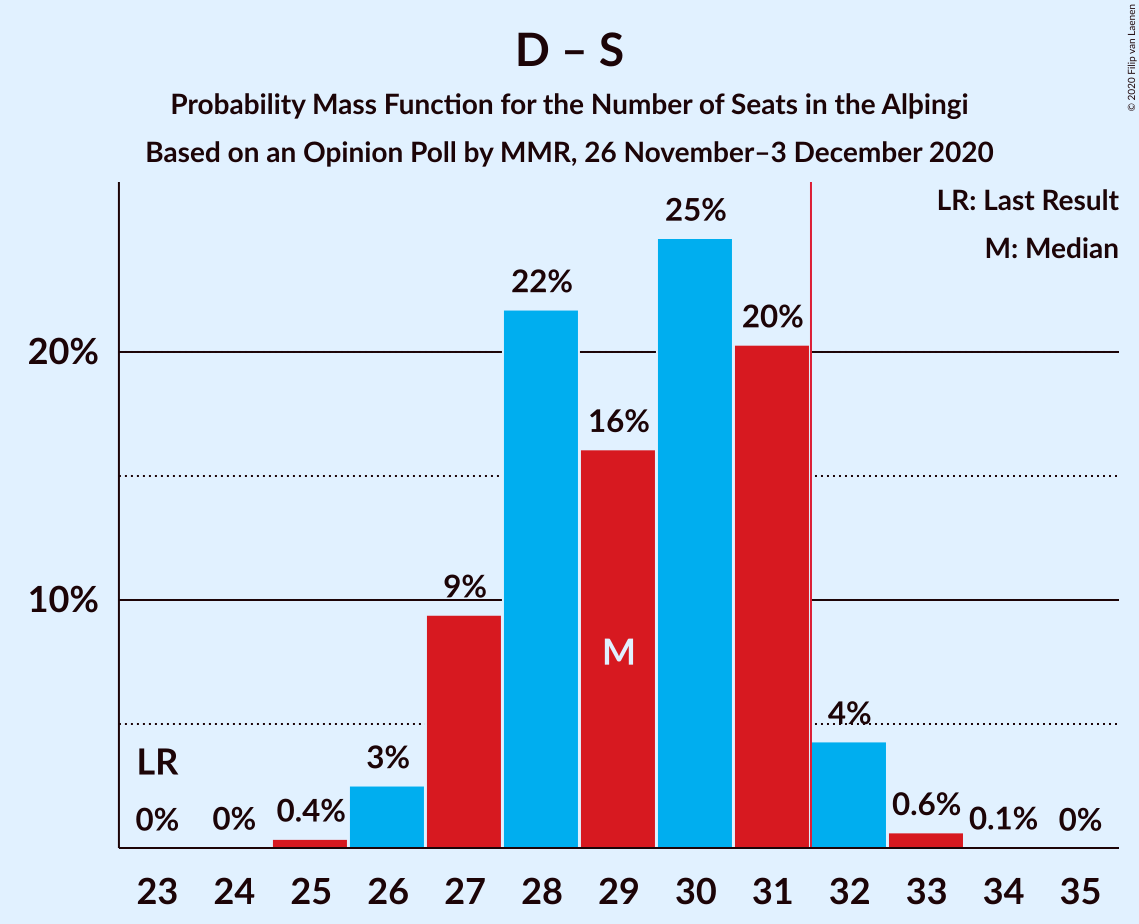 D – S
Probability Mass Function for the Number of Seats in the Alþingi
Based on an Opinion Poll by MMR, 26 November–3 December 2020
© 2020 Filip van Laenen
LR: Last Result
M: Median
20%
10%
LR
0%
0%
0.4%
3%
9%
22%
16%
25%
20%
4%
0.6%
0.1%
0%
M
23 24 25 26 27 28 29 30 31 32 33 34 35